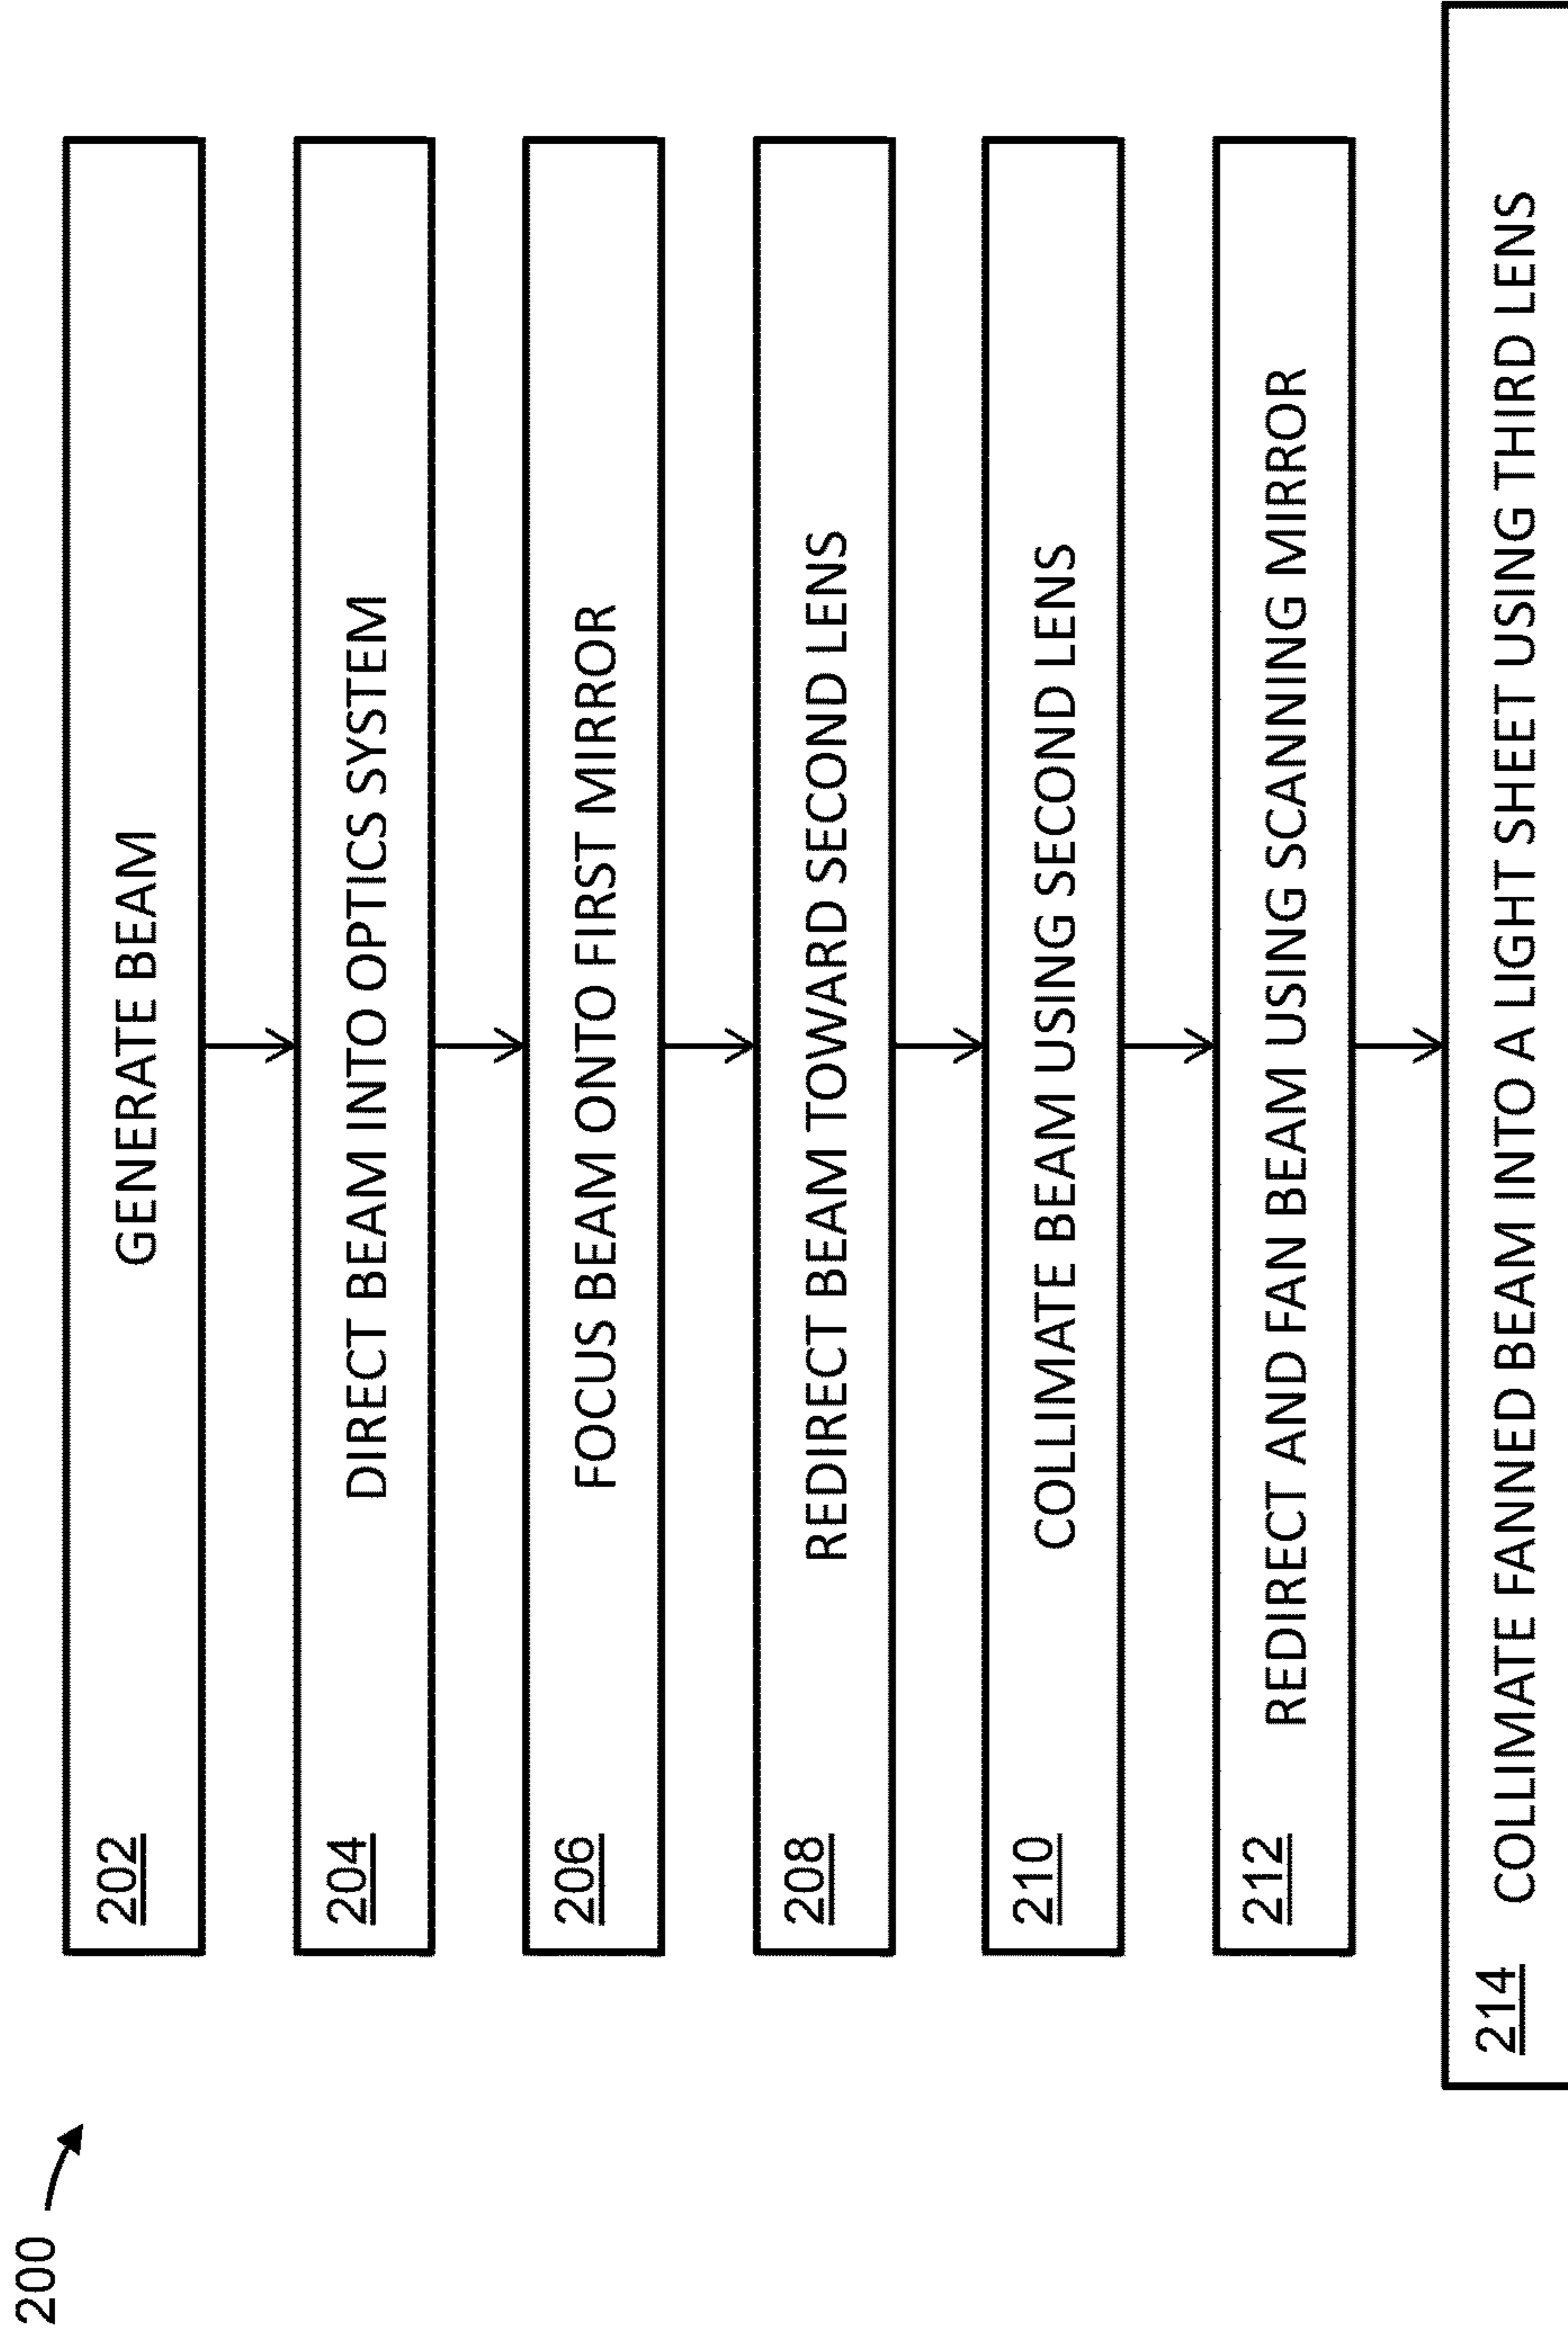 200
202
GENERATE BEAM
204
DIRECT BEAM INTO OPTICS SYSTEM
206
FOCUS BEAM ONTO FIRST MIRROR
208
REDIRECT BEAM TOWARD SECOND LENS
210
COLLIMATE BEAM USING SECOND LENS
212
REDIRECT AND FAN BEAM USING SCANNING MIRROR
214
COLLIMATE FANNED BEAM INTO A LIGHT SHEET USING THIRD LENS